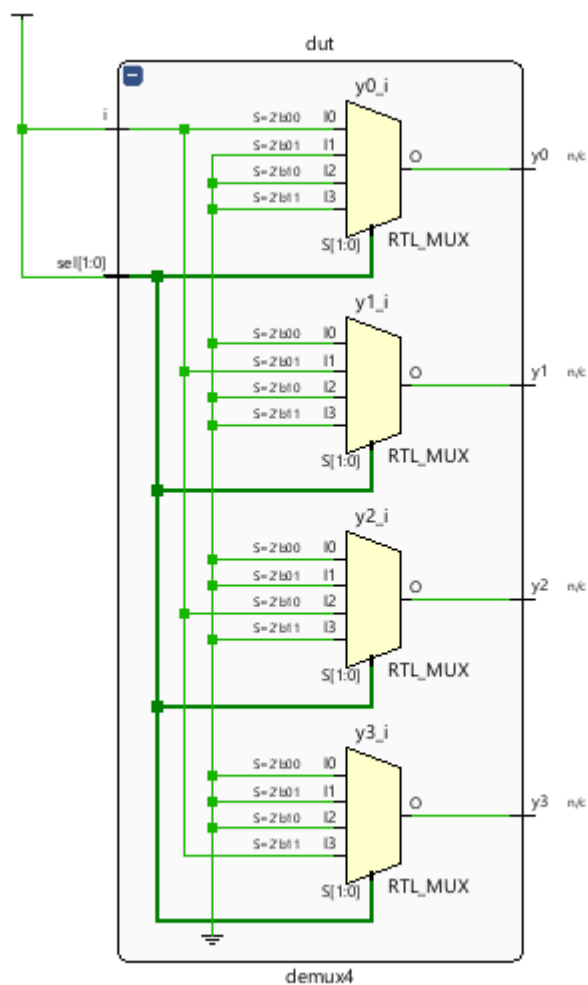 dut
y0_i
i
S=2'b00 I0
S=2'b01 I1
S=2'b10 I2
S=2'b11 I3
O
y0 n/c
S[1:0]
RTL_MUX
sel[1:0]
y1_i
S=2'b00 I0
S=2'b01 I1
S=2'b10 I2
S=2'b11 I3
O
y1 n/c
S[1:0]
RTL_MUX
y2_i
S=2'b00 I0
S=2'b01 I1
S=2'b10 I2
S=2'b11 I3
O
y2 n/c
S[1:0]
RTL_MUX
y3_i
S=2'b00 I0
S=2'b01 I1
S=2'b10 I2
S=2'b11 I3
O
y3 n/c
S[1:0]
RTL_MUX
demux4